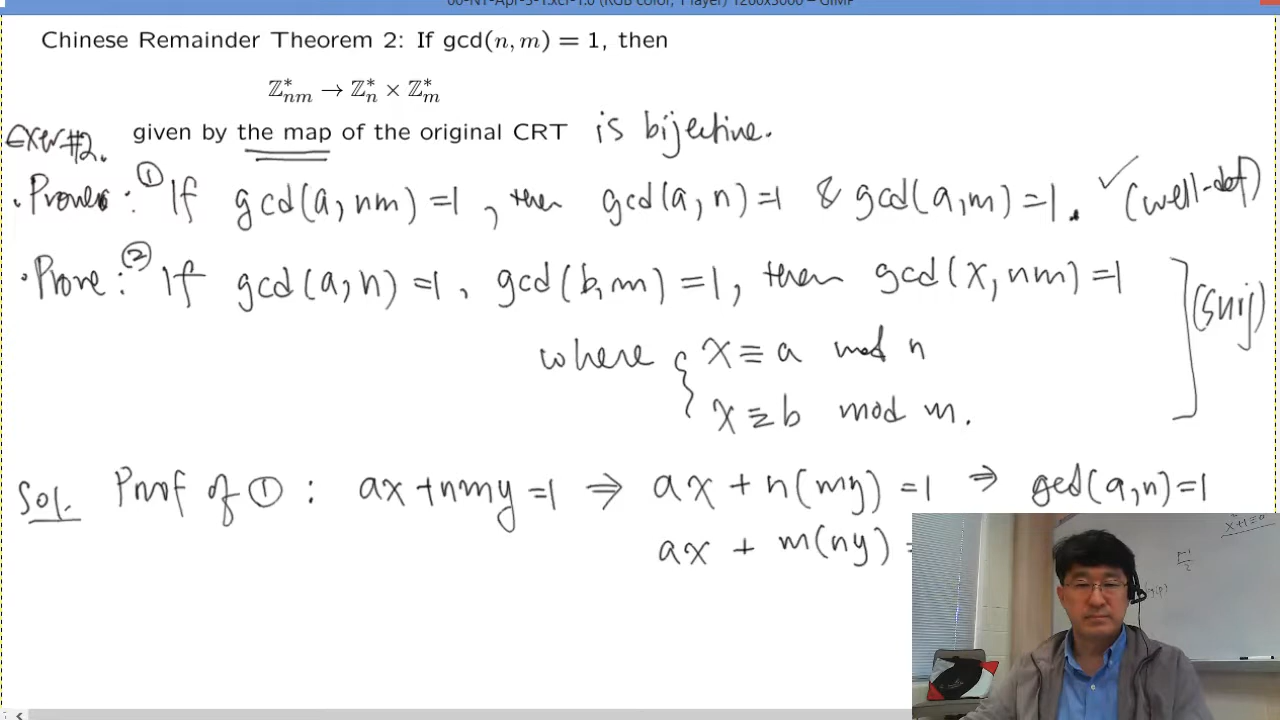 Chinese Remainder Theorem 2: If gcd(n, m) = 1, then
ℤ*ₙₘ → ℤ*ₙ × ℤ*ₘ
Exer#2. given by the map of the original CRT is bijective.
· Prove : ① If gcd(a, nm) = 1, then gcd(a, n) = 1 & gcd(a, m) = 1. ✓ (well-def)
· Prove : ② If gcd(a, n) = 1, gcd(b, m) = 1, then gcd(x, nm) = 1 (surj)
where { x ≡ a mod n
x ≡ b mod m.
Sol. Proof of ① : ax + nmy = 1 ⇒ ax + n(my) = 1 ⇒ gcd(a, n) = 1
ax + m(ny) =